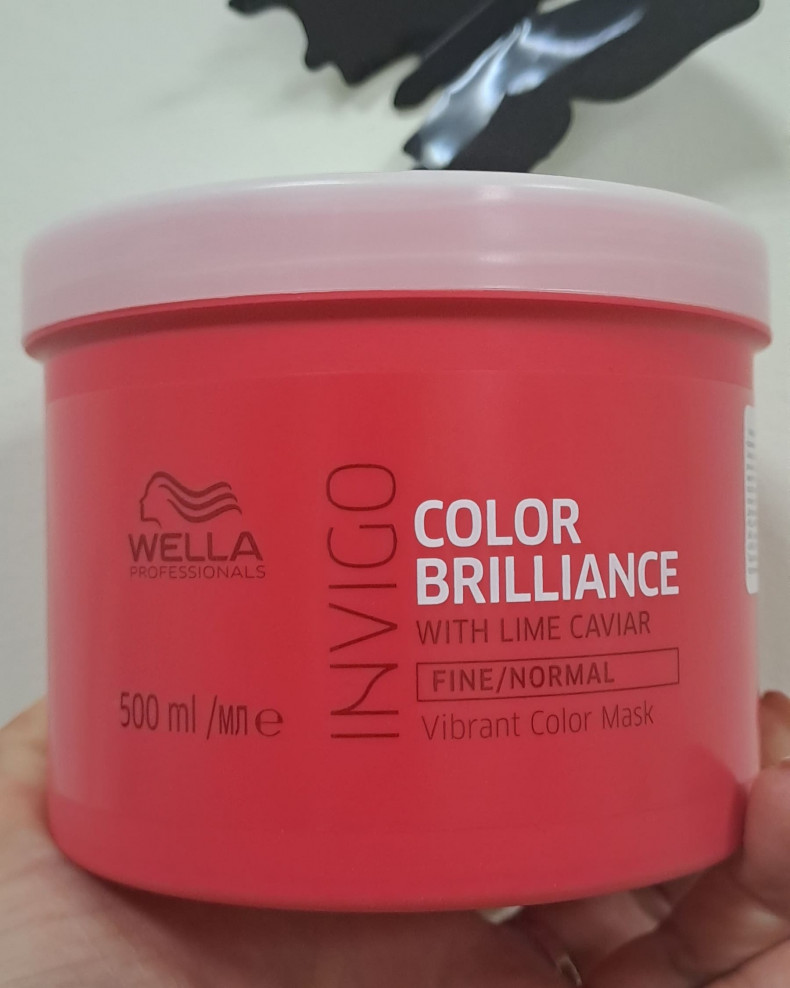 WELLA
PROFESSIONALS
500 ml /мл e
INVIGO
COLOR
BRILLIANCE
WITH LIME CAVIAR
FINE/NORMAL
Vibrant Color Mask